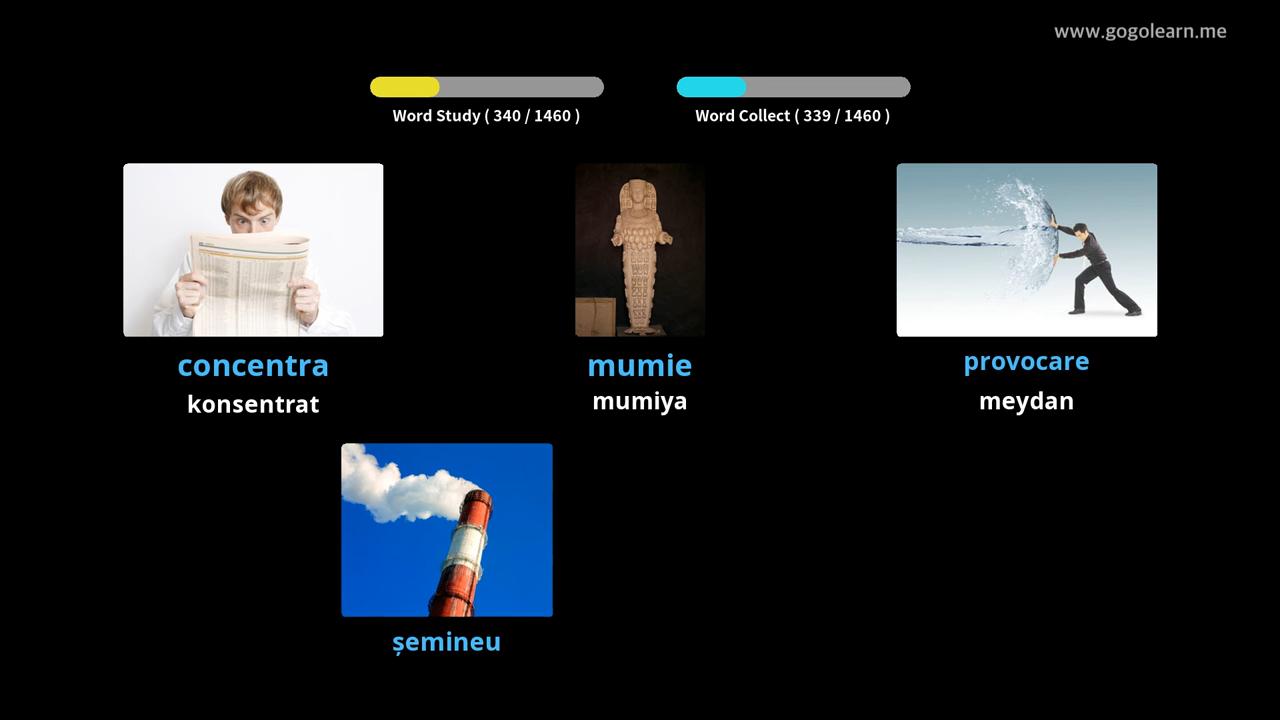 www.gogolearn.me
Word Study ( 340 / 1460 )
Word Collect ( 339 / 1460 )
concentra
mumie
provocare
konsentrat
mumiya
meydan
șemineu